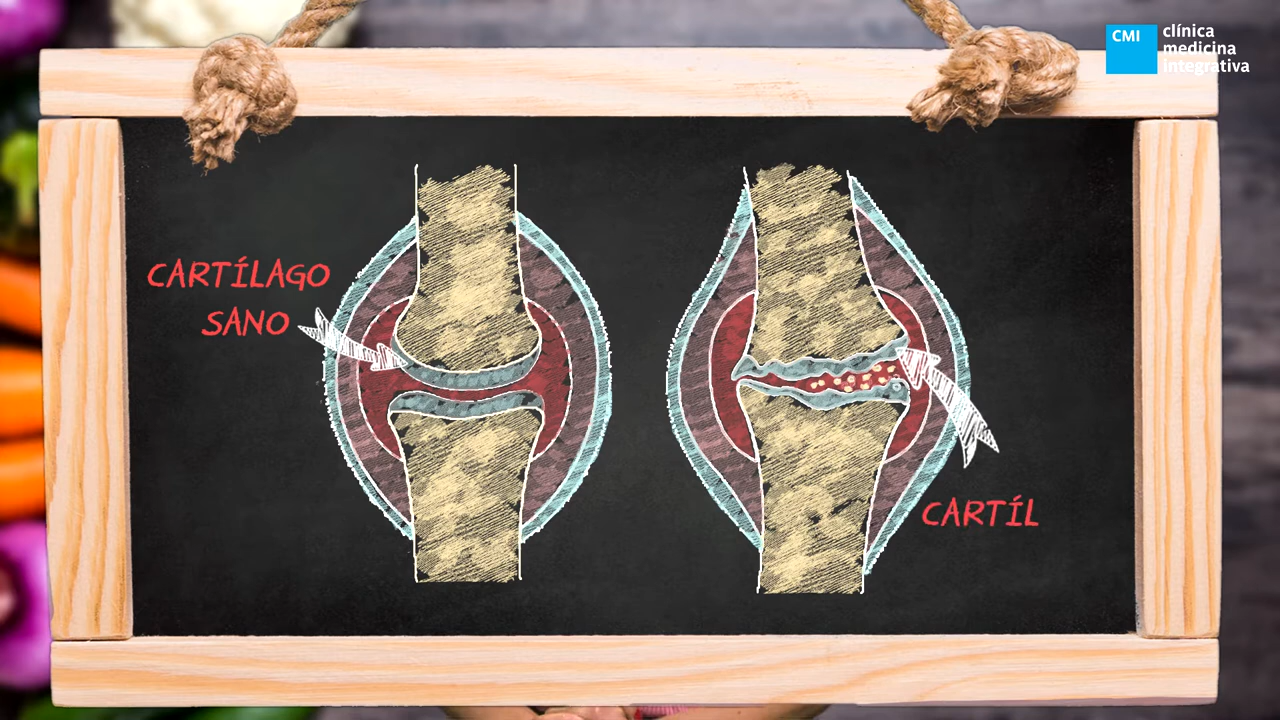 CMI
clínica
medicina
integrativa
CARTÍLAGO
SANO
CARTÍL